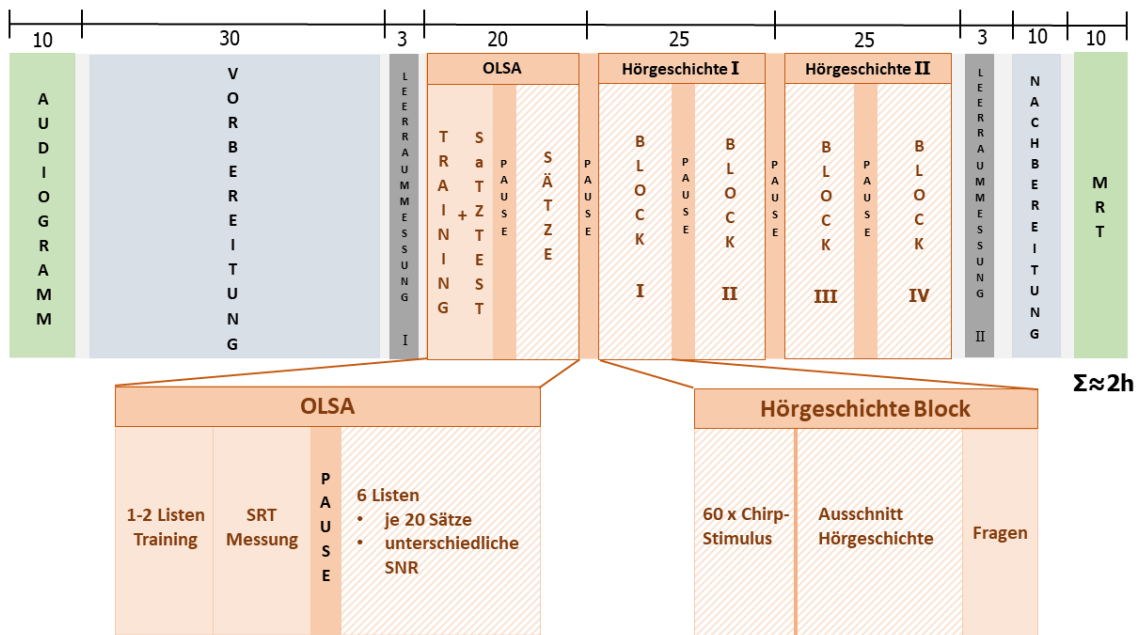 10 30 3 20 25 25 3 10 10
AUDIOGRAMM
VORBEREITUNG
LEERRAUMMESSUNG I
OLSA
TRAINING
+
SaTZTEST
PAUSE
SÄTZE
PAUSE
Hörgeschichte I
BLOCK I
PAUSE
BLOCK II
PAUSE
Hörgeschichte II
BLOCK III
PAUSE
BLOCK IV
LEERRAUMMESSUNG II
NACHBEREITUNG
MRT
Σ≈2h
OLSA
1-2 Listen
Training
SRT
Messung
PAUSE
6 Listen
• je 20 Sätze
• unterschiedliche
SNR
Hörgeschichte Block
60 x Chirp-
Stimulus
Ausschnitt
Hörgeschichte
Fragen